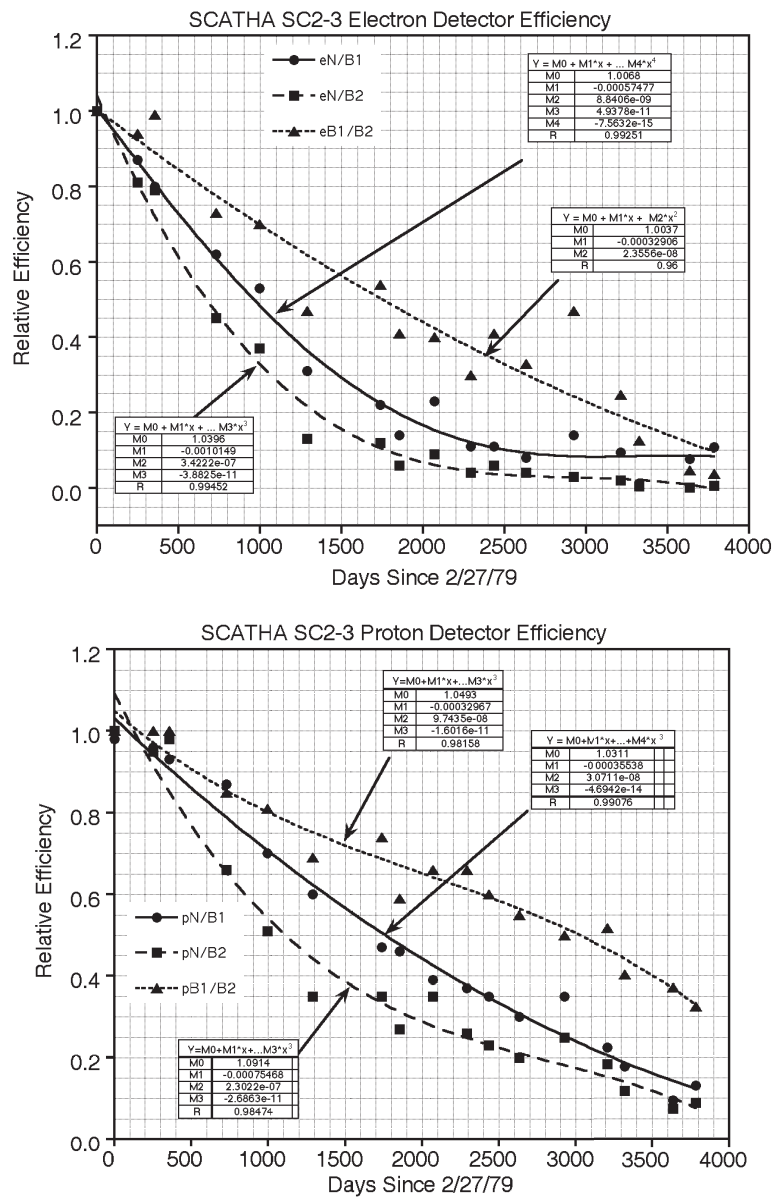 SCATHA SC2-3 Electron Detector Efficiency
1.2
1.0
0.8
0.6
0.4
0.2
0.0
Relative Efficiency
eN/B1
eN/B2
eB1/B2
Y = M0 + M1*x + ... M4*x4
M0 1.0068
M1 -0.00057477
M2 8.8406e-09
M3 4.9378e-11
M4 -7.5632e-15
R 0.99251
Y = M0 + M1*x + M2*x2
M0 1.0037
M1 -0.00032906
M2 2.3556e-08
R 0.96
Y = M0 + M1*x + ... M3*x3
M0 1.0396
M1 -0.0010149
M2 3.4222e-07
M3 -3.8825e-11
R 0.99452
0 500 1000 1500 2000 2500 3000 3500 4000
Days Since 2/27/79
SCATHA SC2-3 Proton Detector Efficiency
1.2
1.0
0.8
0.6
0.4
0.2
0.0
Relative Efficiency
Y=M0+M1*x+...M3*x3
M0 1.0493
M1 -0.00032967
M2 9.7435e-08
M3 -1.6016e-11
R 0.98158
Y = M0+M1*x+...+M4*x 3
M0 1.0311
M1 -0.00035538
M2 3.0711e-08
M3 -4.6942e-14
R 0.99076
pN/B1
pN/B2
pB1/B2
Y=M0+M1*x+...M3*x3
M0 1.0914
M1 -0.00075468
M2 2.3022e-07
M3 -2.6863e-11
R 0.98474
0 500 1000 1500 2000 2500 3000 3500 4000
Days Since 2/27/79